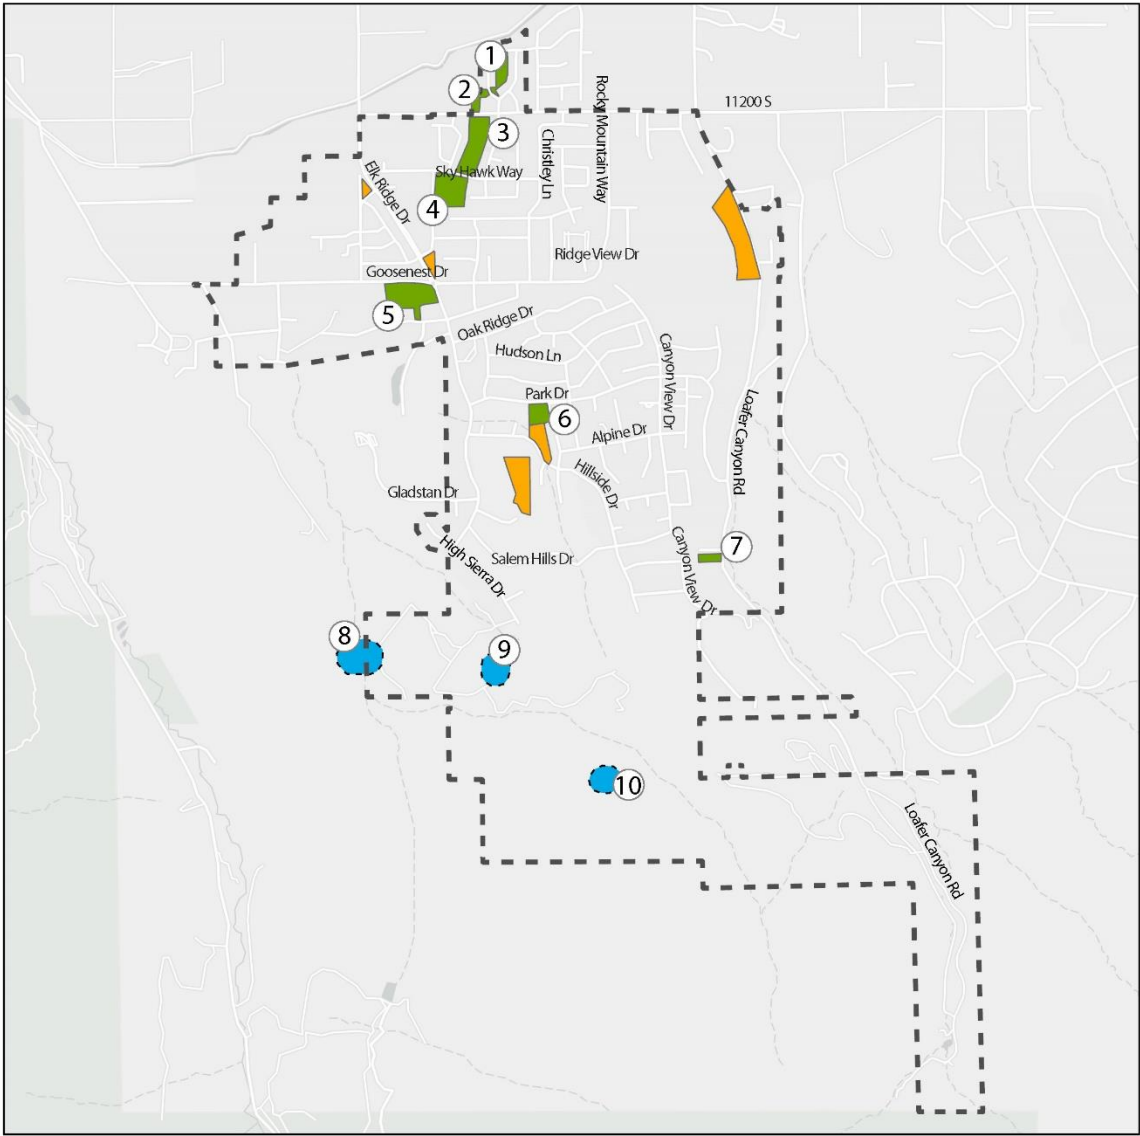 1
2
11200 S
Rocky Mountain Way
3
Christley Ln
Sky Hawk Way
Elk Ridge Dr
4
Ridge View Dr
Goosenest Dr
5
Oak Ridge Dr
Hudson Ln
Canyon View Dr
Park Dr
Loafer Canyon Rd
6
Alpine Dr
Hillside Dr
Gladstan Dr
High Sierra Dr
Salem Hills Dr
7
Canyon View Dr
8
9
10
Loafer Canyon Rd